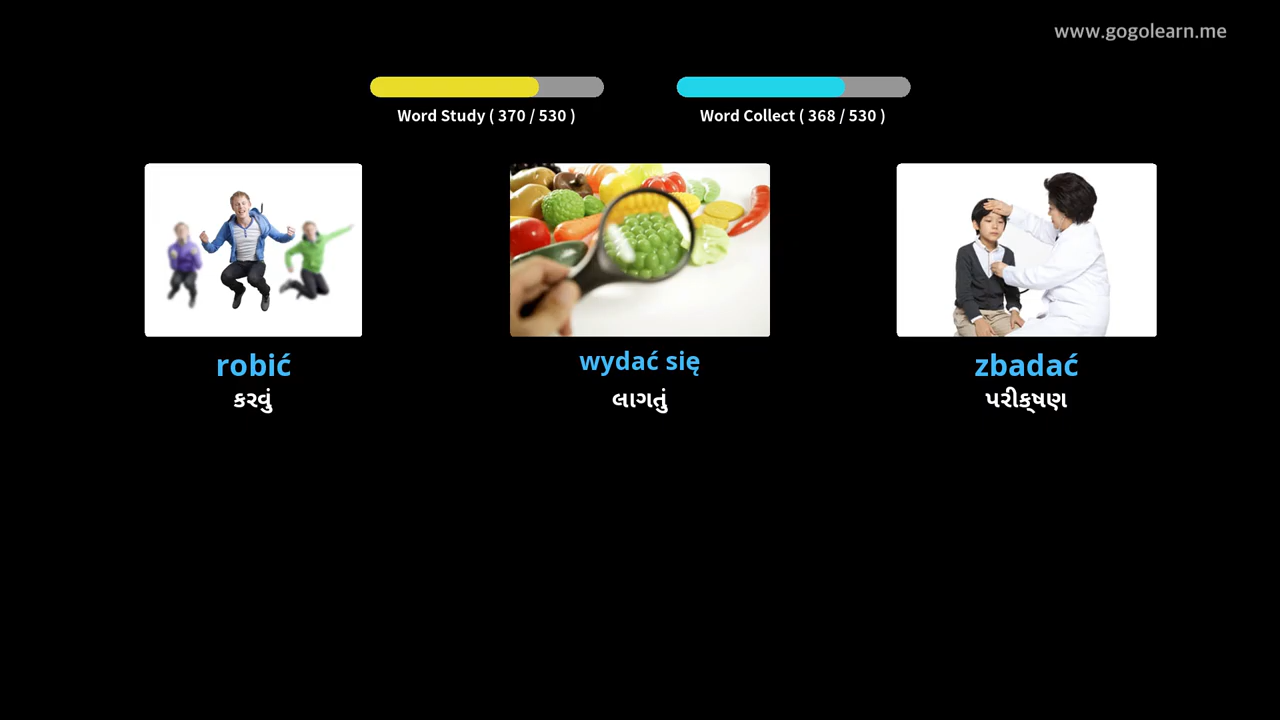 www.gogolearn.me
Word Study ( 370 / 530 )
Word Collect ( 368 / 530 )
robić
wydać się
zbadać
કરવું
લાગતું
પરીક્ષણ